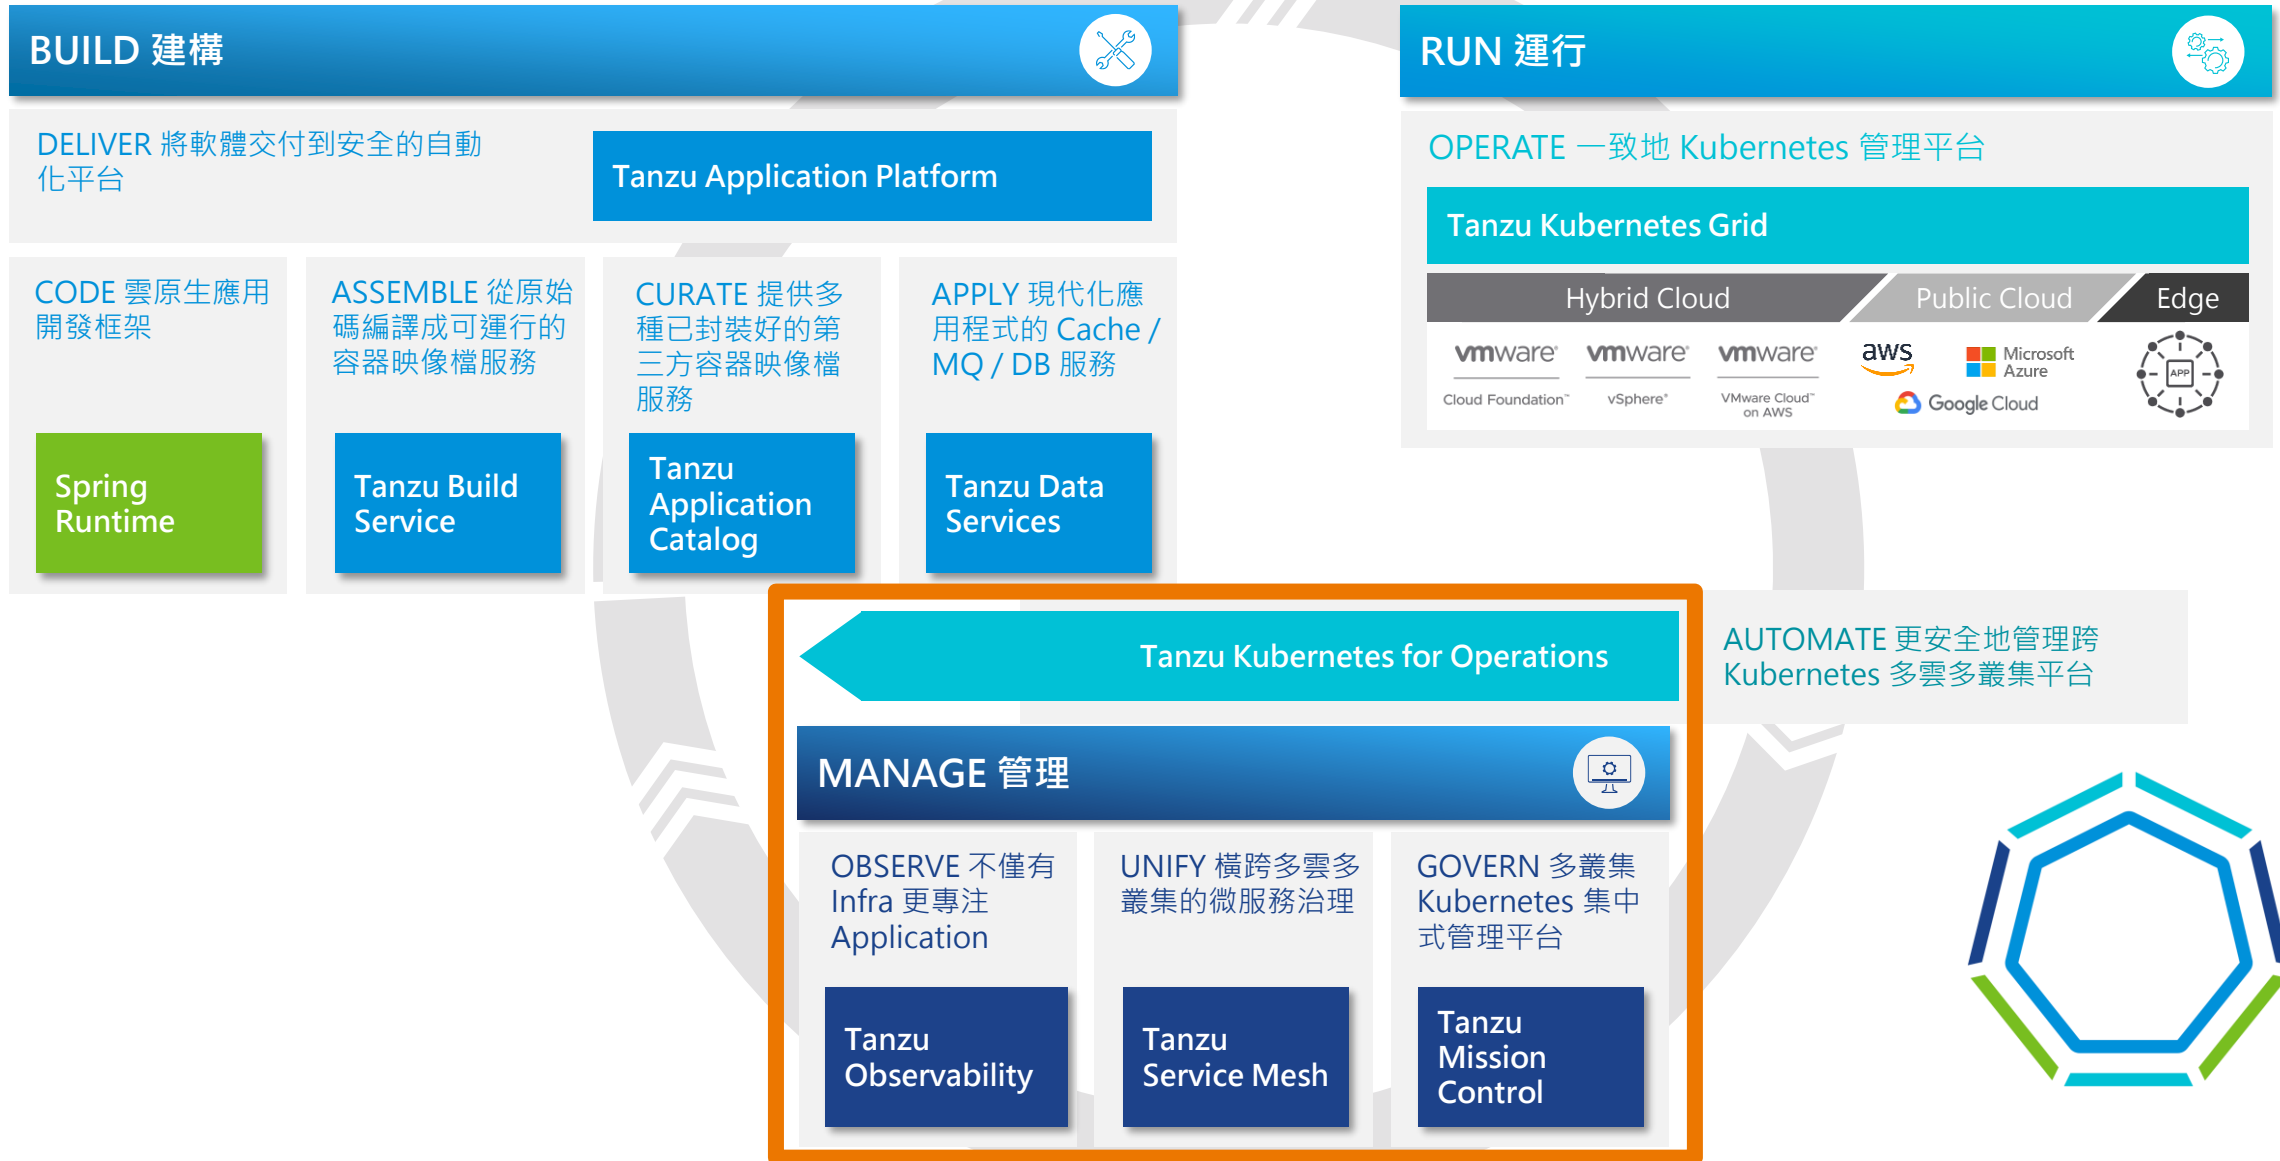 BUILD 建構
DELIVER 將軟體交付到安全的自動
化平台
Tanzu Application Platform
CODE 雲原生應用
開發框架
Spring
Runtime
ASSEMBLE 從原始
碼編譯成可運行的
容器映像檔服務
Tanzu Build
Service
CURATE 提供多
種已封裝好的第
三方容器映像檔
服務
Tanzu
Application
Catalog
APPLY 現代化應
用程式的 Cache /
MQ / DB 服務
Tanzu Data
Services
RUN 運行
OPERATE 一致地 Kubernetes 管理平台
Tanzu Kubernetes Grid
Hybrid Cloud
Public Cloud
Edge
vmware®
Cloud Foundation™
vmware®
vSphere®
vmware®
VMware Cloud™
on AWS
aws
Microsoft
Azure
Google Cloud
APP
Tanzu Kubernetes for Operations
AUTOMATE 更安全地管理跨
Kubernetes 多雲多叢集平台
MANAGE 管理
OBSERVE 不僅有
Infra 更專注
Application
Tanzu
Observability
UNIFY 橫跨多雲多
叢集的微服務治理
Tanzu
Service Mesh
GOVERN 多叢集
Kubernetes 集中
式管理平台
Tanzu
Mission
Control